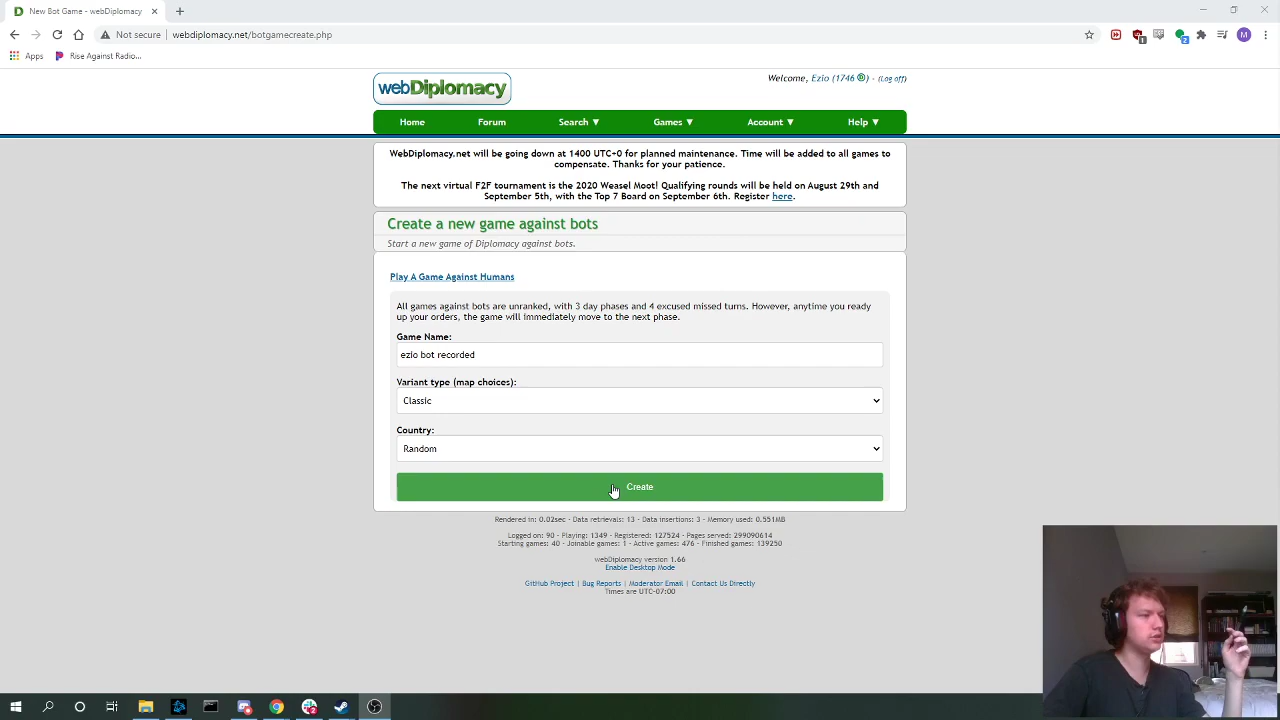 New Bot Game - webDiplomacy
Not secure
webdiplomacy.net/botgamecreate.php
1
2
M
Apps
Rise Against Radio...
webDiplomacy
Welcome, Ezio (1746 ) - (Log off)
Home Forum Search ▼ Games ▼ Account ▼ Help ▼
WebDiplomacy.net will be going down at 1400 UTC+0 for planned maintenance. Time will be added to all games to
compensate. Thanks for your patience.
The next virtual F2F tournament is the 2020 Weasel Moot! Qualifying rounds will be held on August 29th and
September 5th, with the Top 7 Board on September 6th. Register here.
Create a new game against bots
Start a new game of Diplomacy against bots.
Play A Game Against Humans
All games against bots are unranked, with 3 day phases and 4 excused missed turns. However, anytime you ready
up your orders, the game will immediately move to the next phase.
Game Name:
ezio bot recorded
Variant type (map choices):
Classic
Country:
Random
Create
Rendered in: 0.02sec - Data retrievals: 13 - Data insertions: 3 - Memory used: 0.551MB
Logged on: 90 - Playing: 1349 - Registered: 127524 - Pages served: 299090614
Starting games: 40 - Joinable games: 1 - Active games: 476 - Finished games: 139250
webDiplomacy version 1.66
Enable Desktop Mode
GitHub Project | Bug Reports | Moderator Email | Contact Us Directly
Times are UTC-07:00